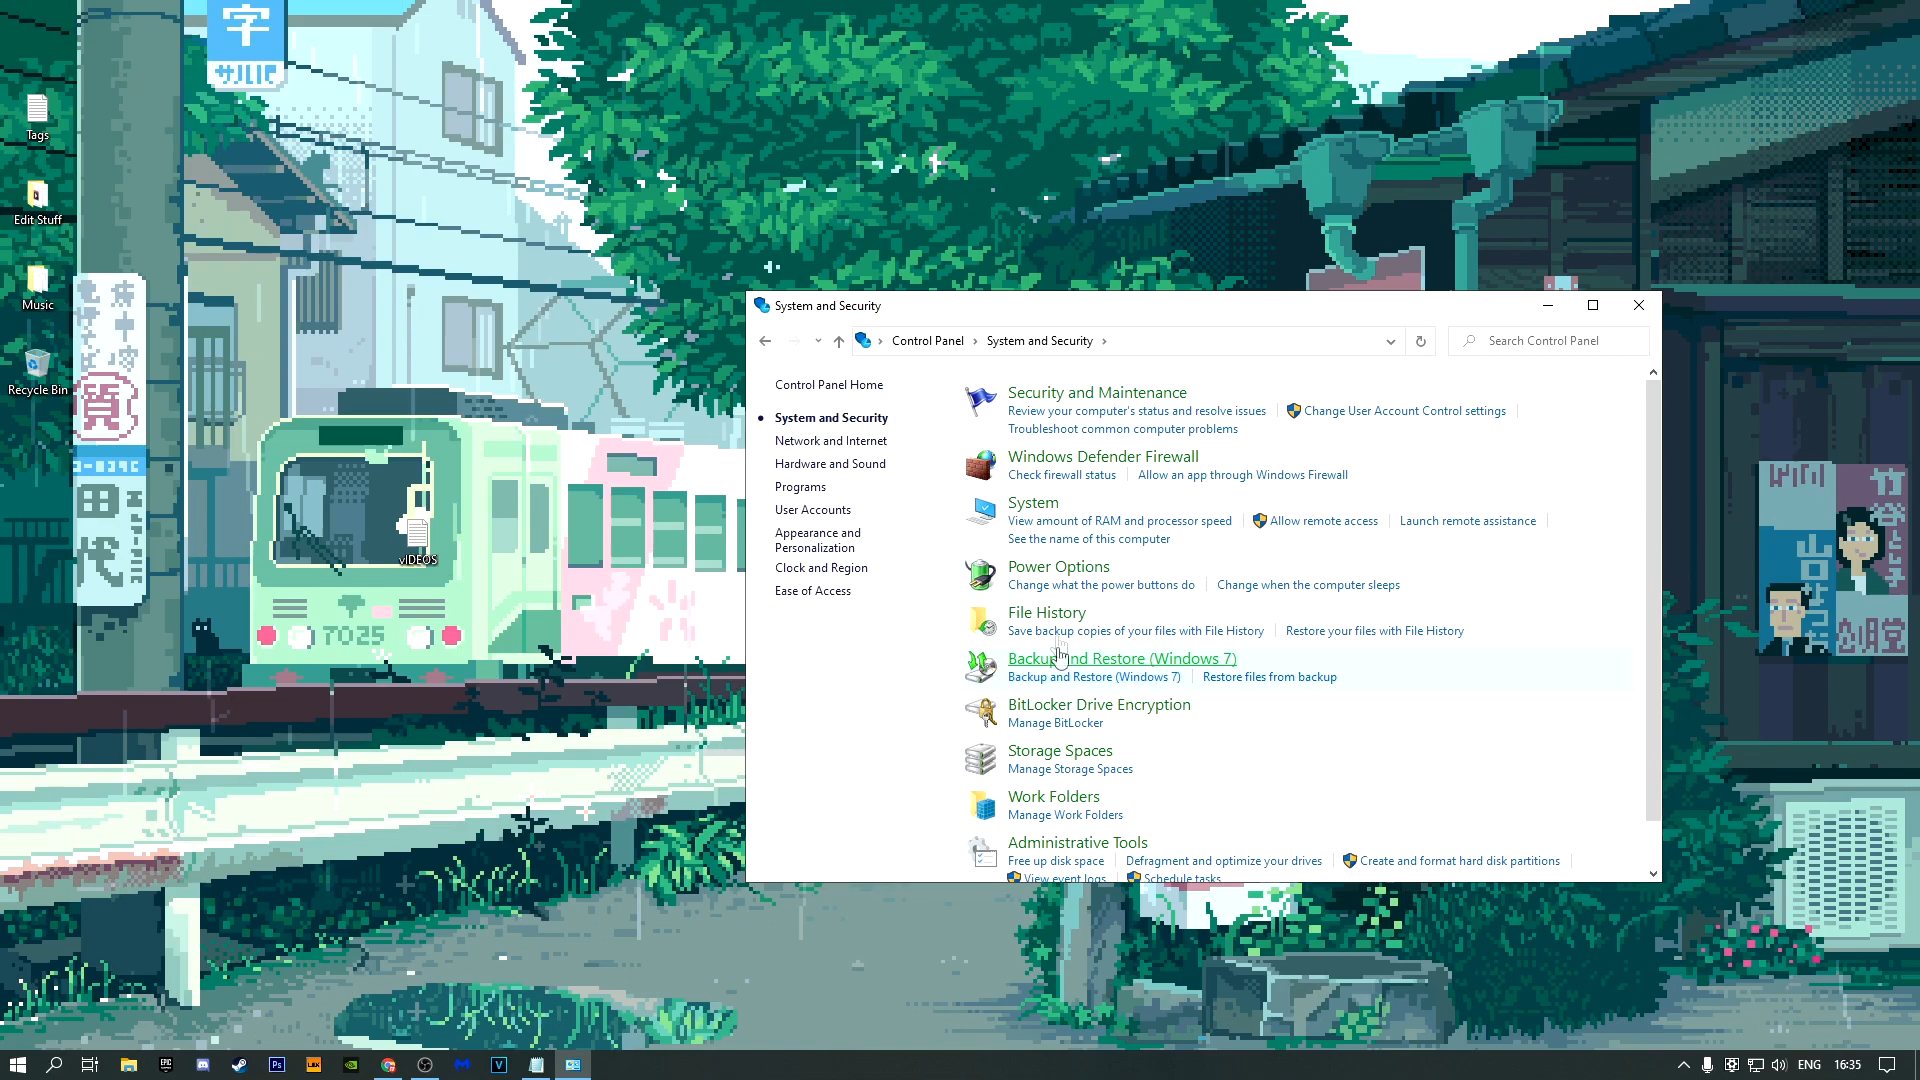 字
サルパ
Tags
Edit Stuff
Music
Recycle Bin
vIDEOS
質
田
代
7025
System and Security
Control Panel
System and Security
Search Control Panel
Control Panel Home
System and Security
Network and Internet
Hardware and Sound
Programs
User Accounts
Appearance and
Personalization
Clock and Region
Ease of Access
Security and Maintenance
Review your computer's status and resolve issues
Change User Account Control settings
Troubleshoot common computer problems
Windows Defender Firewall
Check firewall status
Allow an app through Windows Firewall
System
View amount of RAM and processor speed
Allow remote access
Launch remote assistance
See the name of this computer
Power Options
Change what the power buttons do
Change when the computer sleeps
File History
Save backup copies of your files with File History
Restore your files with File History
Backup and Restore (Windows 7)
Backup and Restore (Windows 7)
Restore files from backup
BitLocker Drive Encryption
Manage BitLocker
Storage Spaces
Manage Storage Spaces
Work Folders
Manage Work Folders
Administrative Tools
Free up disk space
Defragment and optimize your drives
Create and format hard disk partitions
View event logs
Schedule tasks
EPIC
Ps
V
ENG
16:35